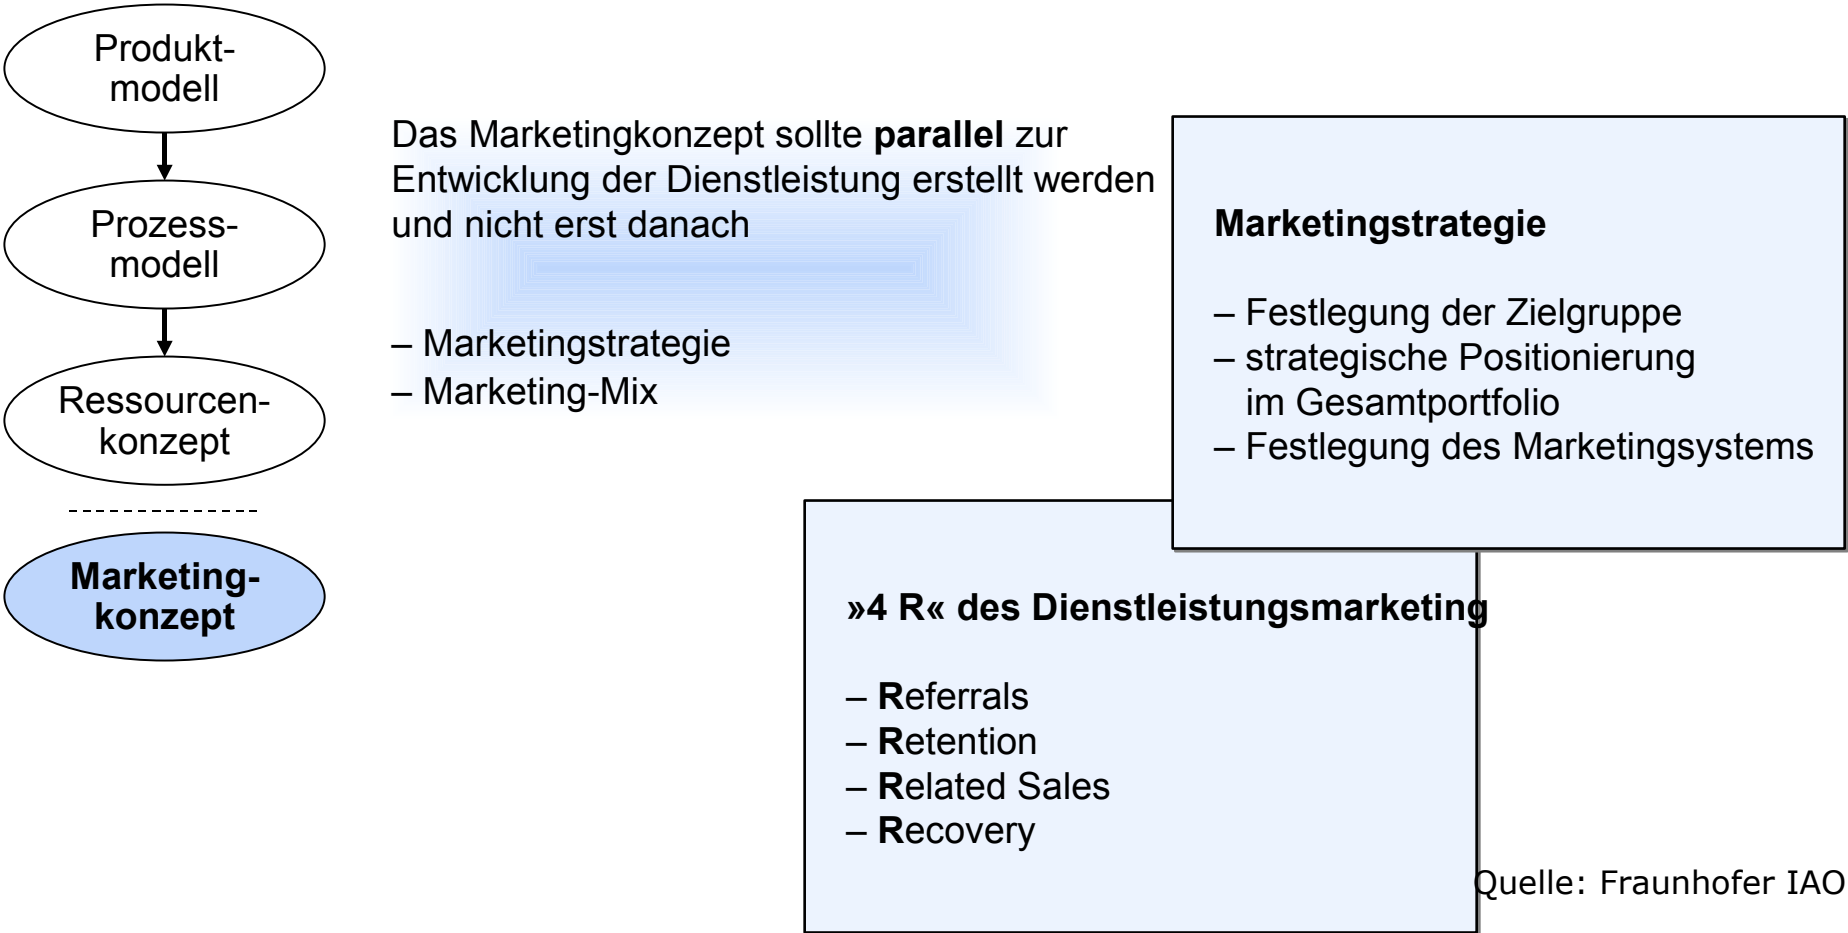 Produkt-
modell
Prozess-
modell
Ressourcen-
konzept
Marketing-
konzept
Das Marketingkonzept sollte parallel zur
Entwicklung der Dienstleistung erstellt werden
und nicht erst danach
– Marketingstrategie
– Marketing-Mix
Marketingstrategie
– Festlegung der Zielgruppe
– strategische Positionierung
im Gesamtportfolio
– Festlegung des Marketingsystems
»4 R« des Dienstleistungsmarketing
– Referrals
– Retention
– Related Sales
– Recovery
Quelle: Fraunhofer IAO